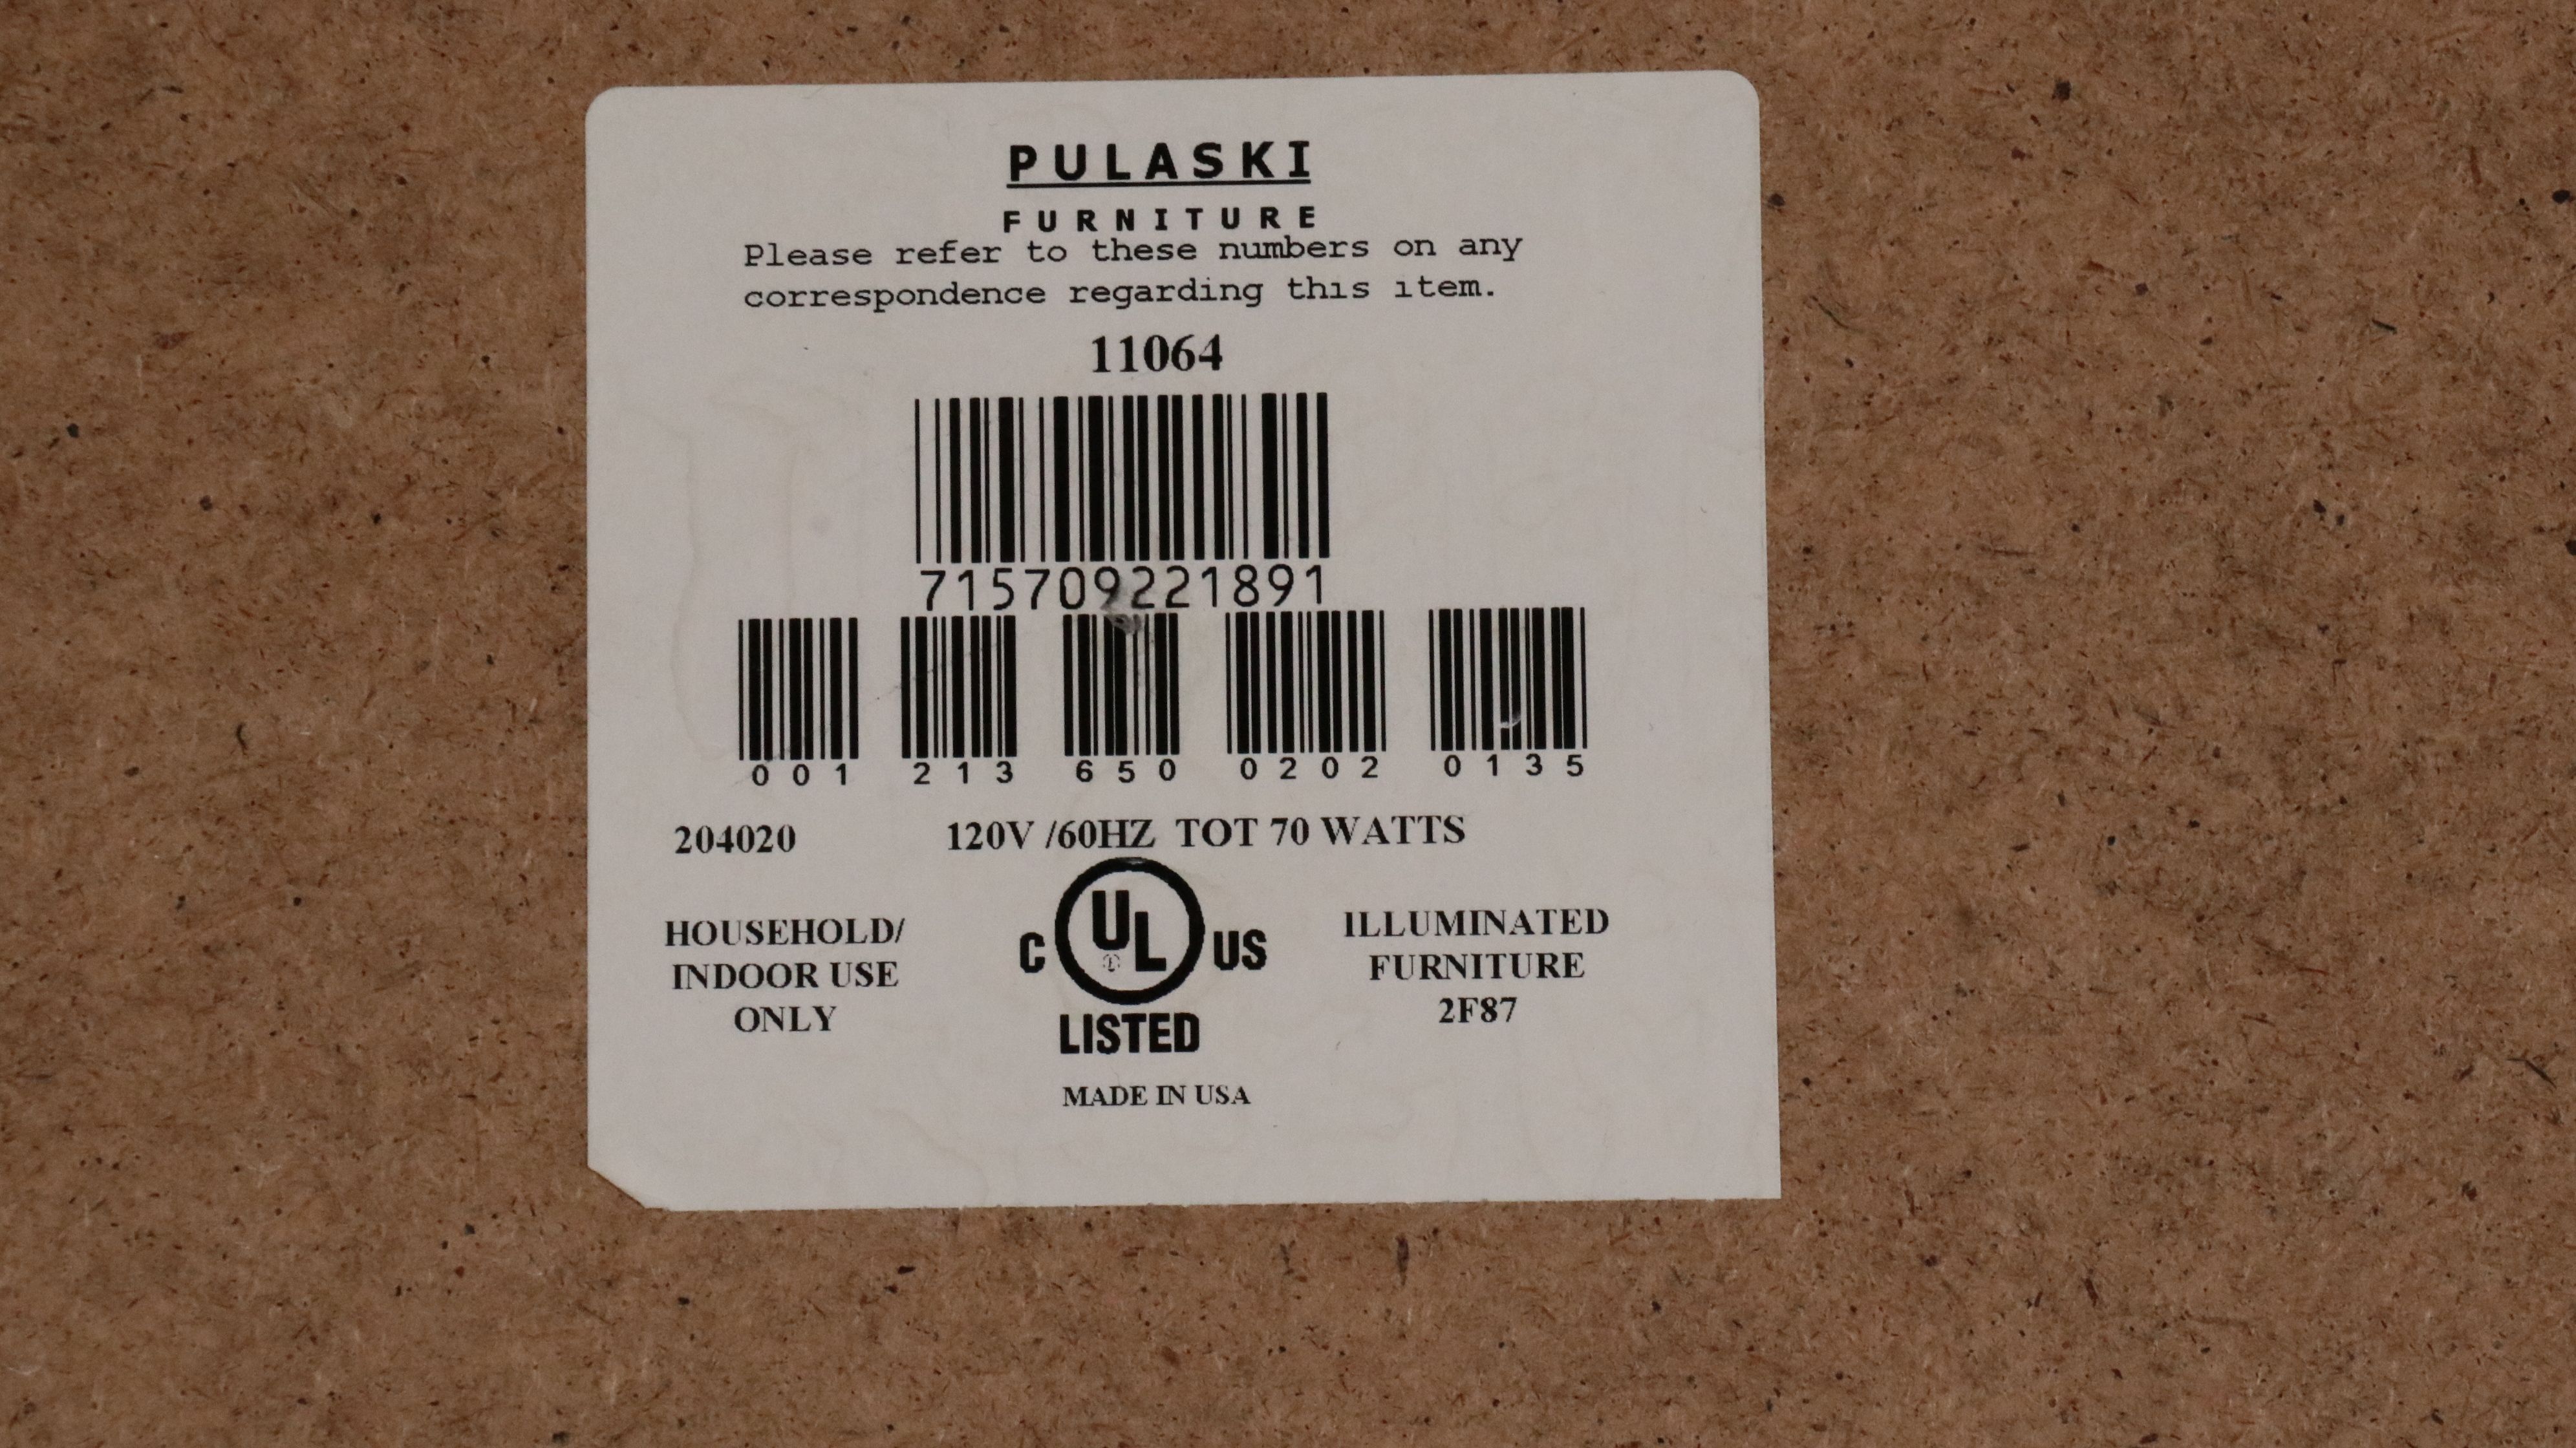 PULASKI
FURNITURE
Please refer to these numbers on any
correspondence regarding this item.
11064
715709221891
001 213 650 0202 0135
204020 120V /60HZ TOT 70 WATTS
HOUSEHOLD/
INDOOR USE
ONLY
C UL US
LISTED
ILLUMINATED
FURNITURE
2F87
MADE IN USA